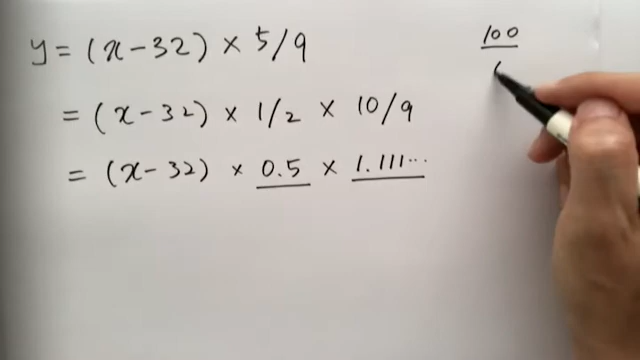 y = (x - 32) × 5/9
100
= (x - 32) × 1/2 × 10/9
= (x - 32) × 0.5 × 1.111...